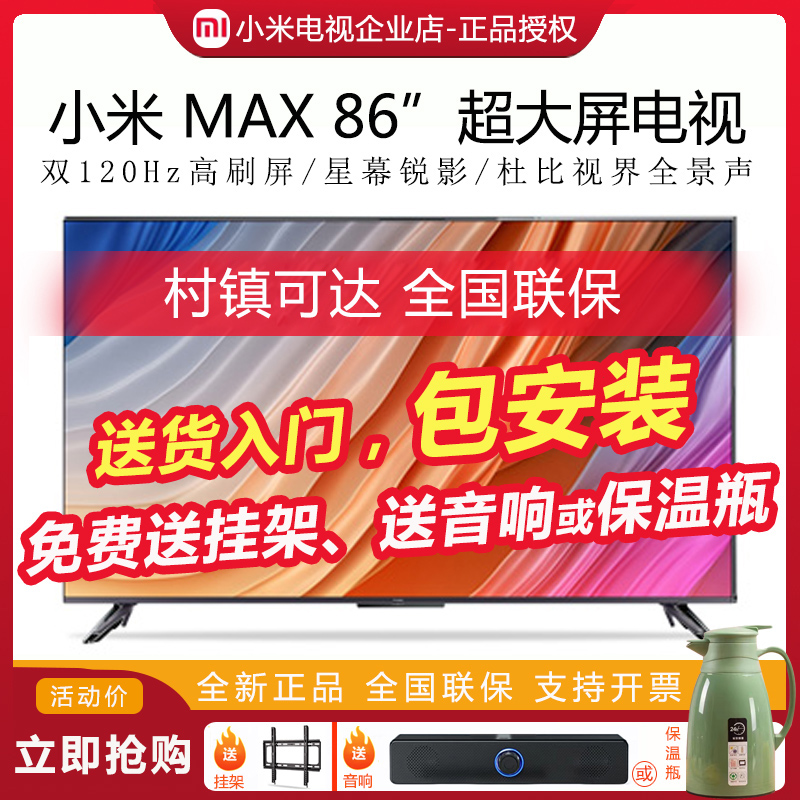 小米电视企业店-正品授权
小米 MAX 86” 超大屏电视
双120Hz高刷屏/星幕锐影/杜比视界全景声
村镇可达 全国联保
送货入门，包安装
免费送挂架、送音响或保温瓶
活动价
全新正品 全国联保 支持开票
立即抢购
送
挂架
送
音响
或
保温瓶